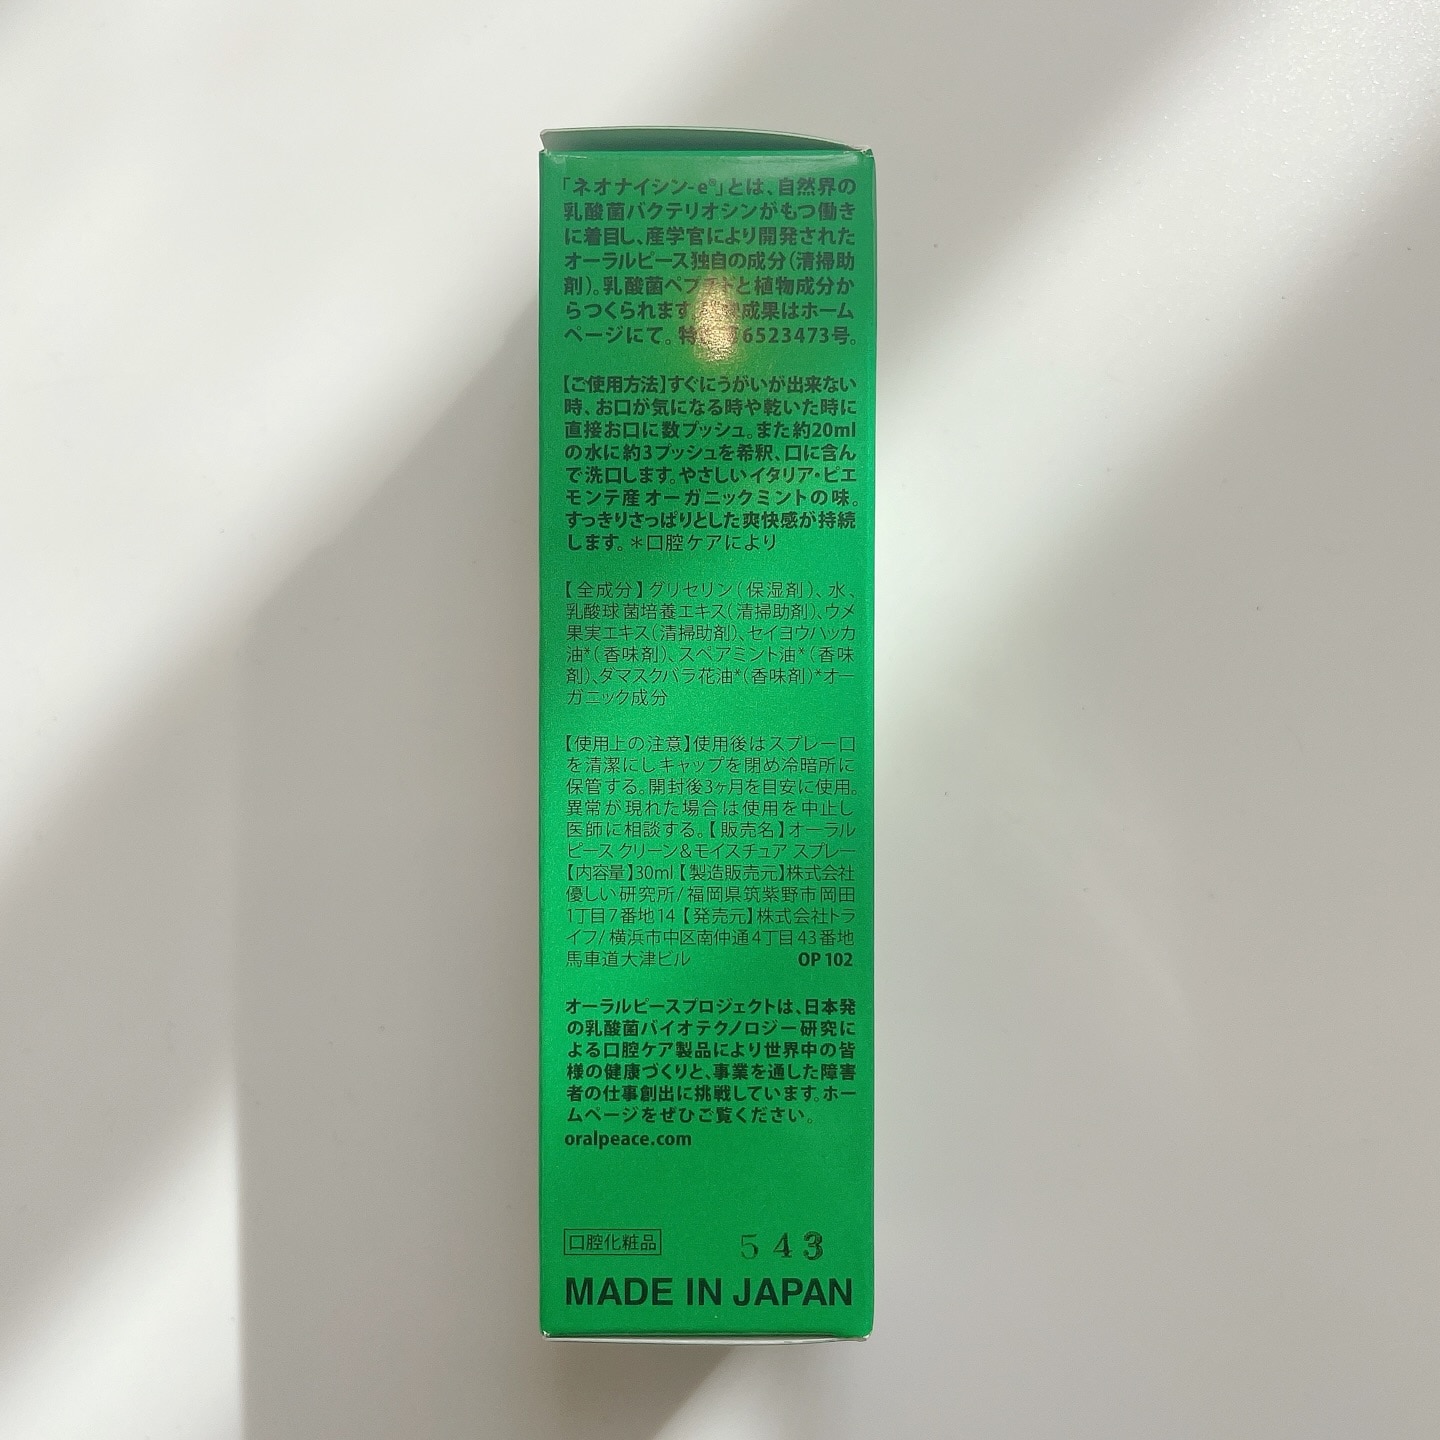 「ネオナイシン-e®」とは、自然界の
乳酸菌バクテリオシンがもつ働き
に着目し、産学官により開発された
オーラルピース独自の成分(清掃助
剤)。乳酸菌ペプチドと植物成分か
らつくられます。 成果はホーム
ページにて。特 6523473号。
【ご使用方法】すぐにうがいが出来ない
時、お口が気になる時や乾いた時に
直接お口に数プッシュ。また約20ml
の水に約3プッシュを希釈、口に含ん
で洗口します。やさしいイタリア・ピエ
モンテ産オーガニックミントの味。
すっきりさっぱりとした爽快感が持続
します。*口腔ケアにより
【全成分】グリセリン(保湿剤)、水、
乳酸球菌培養エキス(清掃助剤)、ウメ
果実エキス(清掃助剤)、セイヨウハッカ
油*(香味剤)、スペアミント油*(香味
剤)、ダマスクバラ花油*(香味剤)*オー
ガニック成分
【使用上の注意】使用後はスプレー口
を清潔にしキャップを閉め冷暗所に
保管する。開封後3ヶ月を目安に使用。
異常が現れた場合は使用を中止し
医師に相談する。【販売名】オーラル
ピース クリーン&モイスチュア スプレー
【内容量】30ml【製造販売元】株式会社
優しい研究所/福岡県筑紫野市岡田
1丁目7番地14【発売元】株式会社トラ
イフ/横浜市中区南仲通4丁目43番地
馬車道大津ビル OP 102
オーラルピースプロジェクトは、日本発
の乳酸菌バイオテクノロジー研究に
よる口腔ケア製品により世界中の皆
様の健康づくりと、事業を通した障害
者の仕事創出に挑戦しています。ホー
ムページをぜひご覧ください。
oralpeace.com
口腔化粧品 543
MADE IN JAPAN